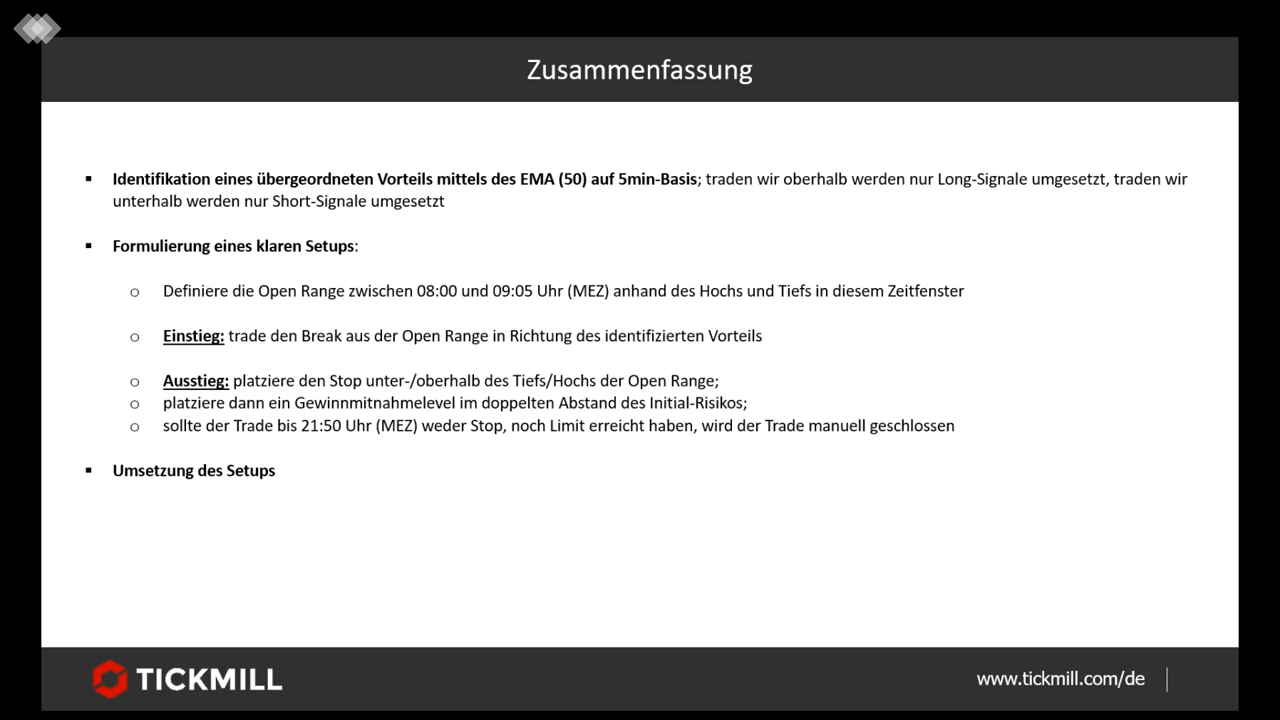 Zusammenfassung
▪ Identifikation eines übergeordneten Vorteils mittels des EMA (50) auf 5min-Basis; traden wir oberhalb werden nur Long-Signale umgesetzt, traden wir
unterhalb werden nur Short-Signale umgesetzt
▪ Formulierung eines klaren Setups:
o Definiere die Open Range zwischen 08:00 und 09:05 Uhr (MEZ) anhand des Hochs und Tiefs in diesem Zeitfenster
o Einstieg: trade den Break aus der Open Range in Richtung des identifizierten Vorteils
o Ausstieg: platziere den Stop unter-/oberhalb des Tiefs/Hochs der Open Range;
o platziere dann ein Gewinnmitnahmelevel im doppelten Abstand des Initial-Risikos;
o sollte der Trade bis 21:50 Uhr (MEZ) weder Stop, noch Limit erreicht haben, wird der Trade manuell geschlossen
▪ Umsetzung des Setups
TICKMILL
www.tickmill.com/de